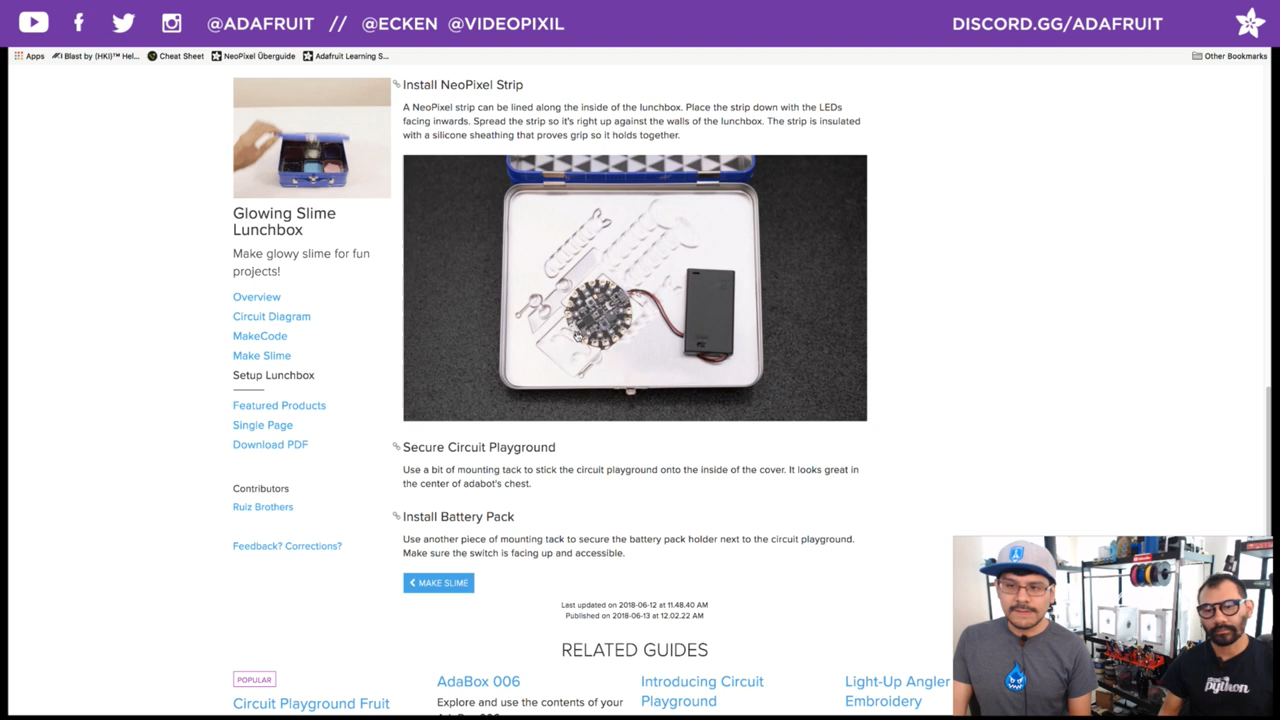 @ADAFRUIT // @ECKEN @VIDEOPIXIL
DISCORD.GG/ADAFRUIT
Apps
Blast by (HKI)™ Hel...
Cheat Sheet
NeoPixel Überguide
Adafruit Learning S...
Other Bookmarks
Glowing Slime
Lunchbox
Make glowy slime for fun
projects!
Overview
Circuit Diagram
MakeCode
Make Slime
Setup Lunchbox
Featured Products
Single Page
Download PDF
Contributors
Ruiz Brothers
Feedback? Corrections?
Install NeoPixel Strip
A NeoPixel strip can be lined along the inside of the lunchbox. Place the strip down with the LEDs
facing inwards. Spread the strip so it's right up against the walls of the lunchbox. The strip is insulated
with a silicone sheathing that proves grip so it holds together.
Secure Circuit Playground
Use a bit of mounting tack to stick the circuit playground onto the inside of the cover. It looks great in
the center of adabot's chest.
Install Battery Pack
Use another piece of mounting tack to secure the battery pack holder next to the circuit playground.
Make sure the switch is facing up and accessible.
MAKE SLIME
Last updated on 2018-06-12 at 11.48.40 AM
Published on 2018-06-13 at 12.02.22 AM
RELATED GUIDES
POPULAR
Circuit Playground Fruit
AdaBox 006
Explore and use the contents of your
Introducing Circuit
Playground
Light-Up Angler
Embroidery
python